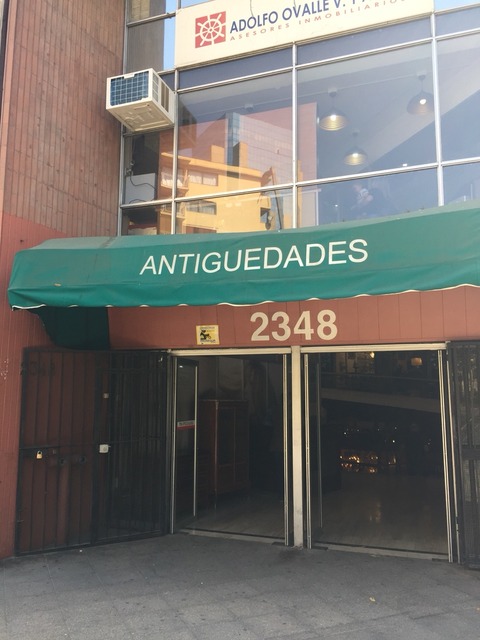 ADOLFO OVALLE V.
ASESORES INMOBILIARIOS
ANTIGUEDADES
2348